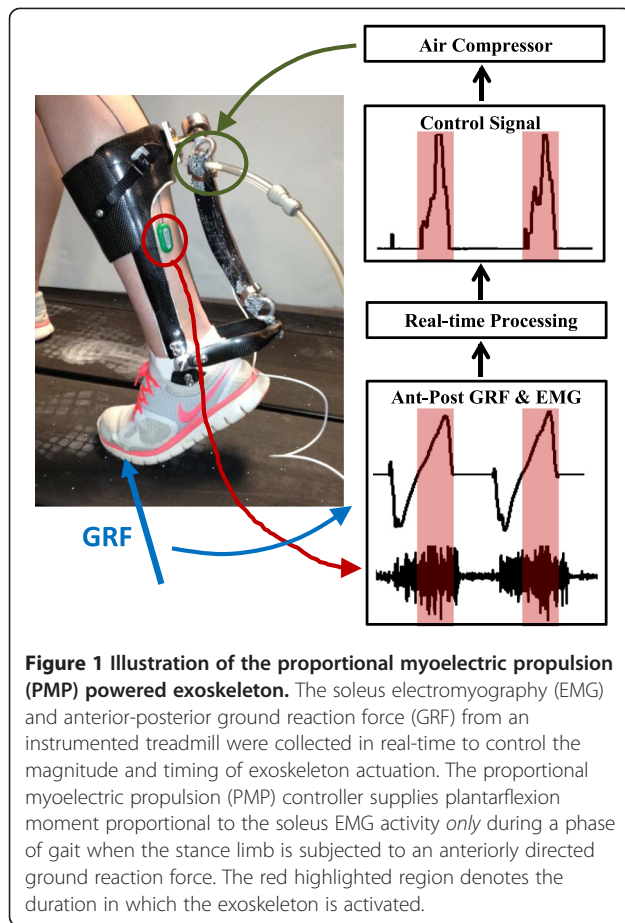 Air Compressor
Control Signal
Real-time Processing
Ant-Post GRF & EMG
GRF
Figure 1 Illustration of the proportional myoelectric propulsion
(PMP) powered exoskeleton. The soleus electromyography (EMG)
and anterior-posterior ground reaction force (GRF) from an
instrumented treadmill were collected in real-time to control the
magnitude and timing of exoskeleton actuation. The proportional
myoelectric propulsion (PMP) controller supplies plantarflexion
moment proportional to the soleus EMG activity only during a phase
of gait when the stance limb is subjected to an anteriorly directed
ground reaction force. The red highlighted region denotes the
duration in which the exoskeleton is activated.